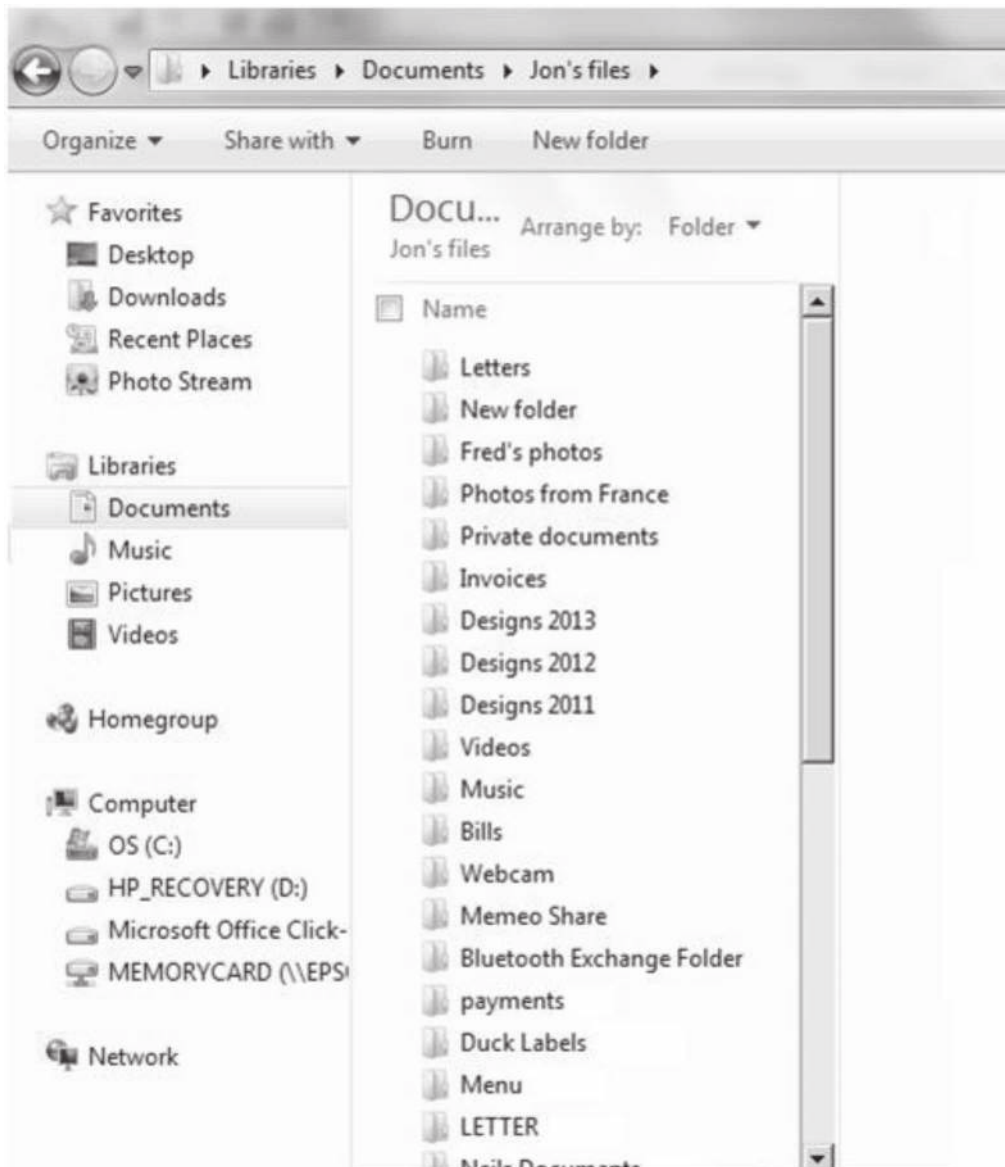 Libraries ▸ Documents ▸ Jon's files ▸
Organize Share with Burn New folder
Favorites
Desktop
Downloads
Recent Places
Photo Stream
Libraries
Documents
Music
Pictures
Videos
Homegroup
Computer
OS (C:)
HP_RECOVERY (D:)
Microsoft Office Click-
MEMORYCARD (\\EPS
Network
Docu...
Jon's files
Arrange by: Folder
Name
Letters
New folder
Fred's photos
Photos from France
Private documents
Invoices
Designs 2013
Designs 2012
Designs 2011
Videos
Music
Bills
Webcam
Memeo Share
Bluetooth Exchange Folder
payments
Duck Labels
Menu
LETTER